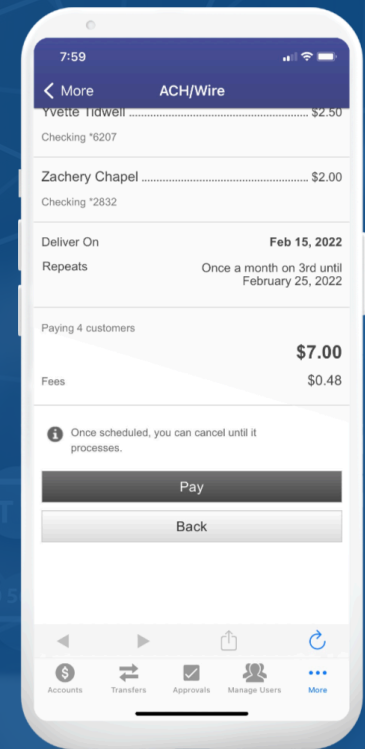 7:59
More
ACH/Wire
Yvette Tidwell ........ $2.50
Checking *6207
Zachery Chapel ........ $2.00
Checking *2832
Deliver On Feb 15, 2022
Repeats Once a month on 3rd until
February 25, 2022
Paying 4 customers
$7.00
Fees $0.48
Once scheduled, you can cancel until it
processes.
Pay
Back
Accounts Transfers Approvals Manage Users More